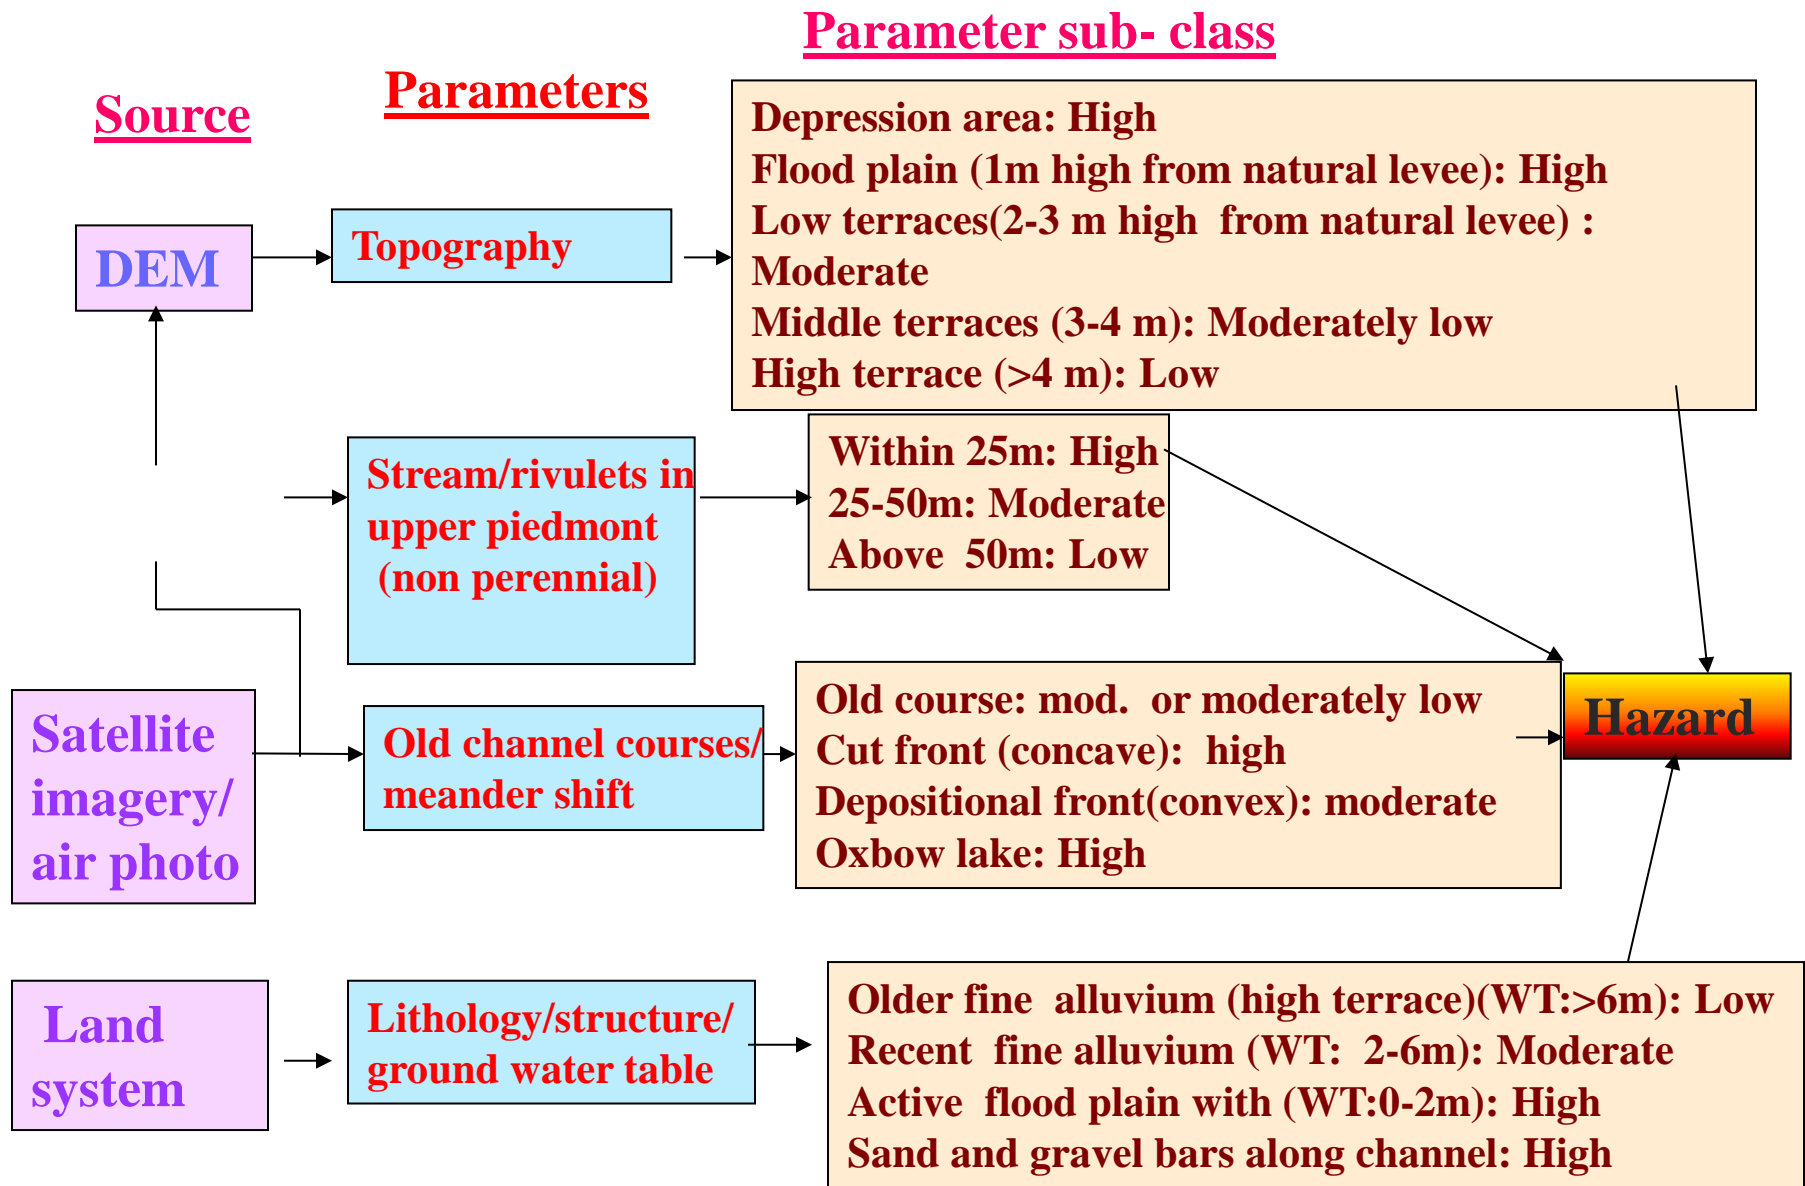 Parameter sub- class
Parameters
Source
DEM
Topography
Depression area: High
Flood plain (1m high from natural levee): High
Low terraces(2-3 m high  from natural levee) :
Moderate
Middle terraces (3-4 m): Moderately low
High terrace (>4 m): Low
Stream/rivulets in
upper piedmont
(non perennial)
Within 25m: High
25-50m: Moderate
Above  50m: Low
Satellite
imagery/
air photo
Old channel courses/
meander shift
Old course: mod.  or moderately low
Cut front (concave):  high
Depositional front(convex): moderate
Oxbow lake: High
Hazard
Land
system
Lithology/structure/
ground water table
Older fine  alluvium (high terrace)(WT:>6m): Low
Recent  fine alluvium (WT:  2-6m): Moderate
Active  flood plain with (WT:0-2m): High
Sand and gravel bars along channel: High